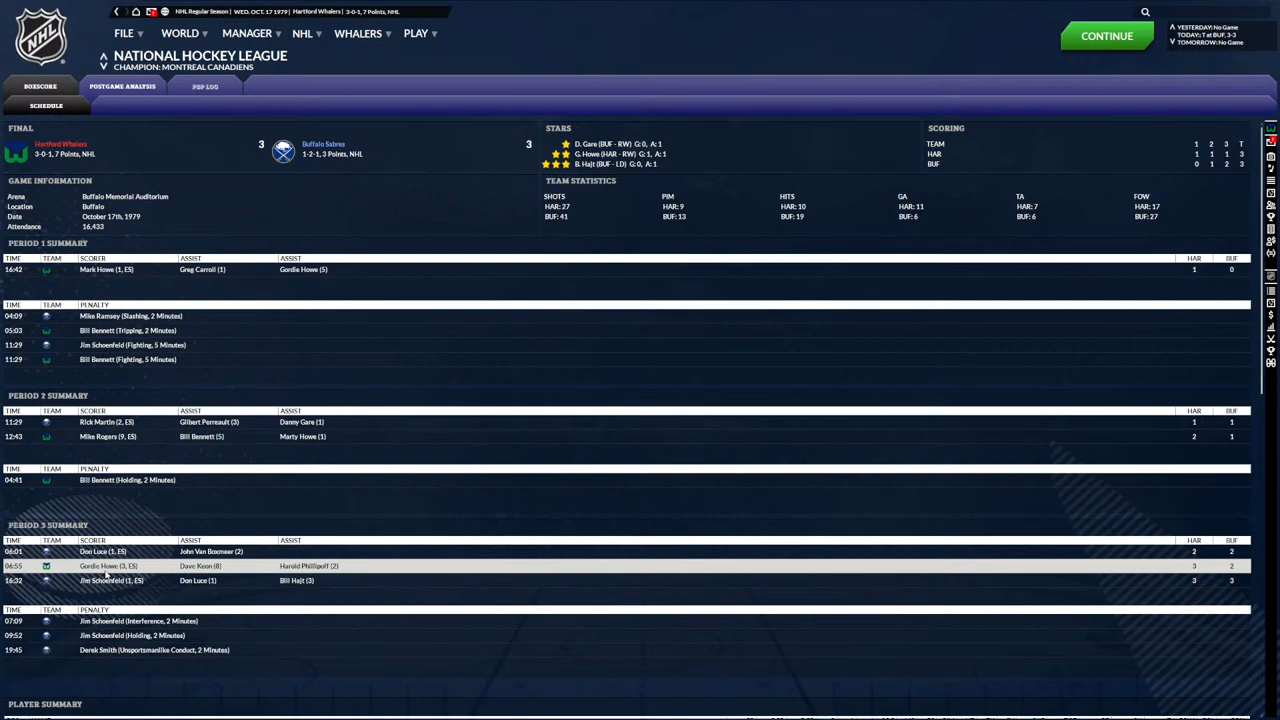 NHL Regular Season | WED. OCT. 17 1979 | Hartford Whalers | 3-0-1, 7 Points, NHL
NHL
FILE WORLD MANAGER NHL WHALERS PLAY
CONTINUE
YESTERDAY: No Game
TODAY: T at BUF, 3-3
TOMORROW: No Game
NATIONAL HOCKEY LEAGUE
CHAMPION: MONTREAL CANADIENS
BOXSCORE POSTGAME ANALYSIS PBP LOG
SCHEDULE
FINAL STARS SCORING
Hartford Whalers 3 Buffalo Sabres 3 D. Gare (BUF - RW) G: 0, A: 1 TEAM 1 2 3 T
3-0-1, 7 Points, NHL 1-2-1, 3 Points, NHL G. Howe (HAR - RW) G: 1, A: 1 HAR 1 1 1 3
B. Hajt (BUF - LD) G: 0, A: 1 BUF 0 1 2 3
GAME INFORMATION TEAM STATISTICS
Arena Buffalo Memorial Auditorium SHOTS PIM HITS GA TA FOW
Location Buffalo HAR: 27 HAR: 9 HAR: 10 HAR: 11 HAR: 7 HAR: 17
Date October 17th, 1979 BUF: 41 BUF: 13 BUF: 19 BUF: 6 BUF: 6 BUF: 27
Attendance 16,433
PERIOD 1 SUMMARY
TIME TEAM SCORER ASSIST ASSIST HAR BUF
16:42 Mark Howe (1, ES) Greg Carroll (1) Gordie Howe (5) 1 0
TIME TEAM PENALTY
04:09 Mike Ramsey (Slashing, 2 Minutes)
05:03 Bill Bennett (Tripping, 2 Minutes)
11:29 Jim Schoenfeld (Fighting, 5 Minutes)
11:29 Bill Bennett (Fighting, 5 Minutes)
PERIOD 2 SUMMARY
TIME TEAM SCORER ASSIST ASSIST HAR BUF
11:29 Rick Martin (2, ES) Gilbert Perreault (3) Danny Gare (1) 1 1
12:43 Mike Rogers (9, ES) Bill Bennett (5) Marty Howe (1) 2 1
TIME TEAM PENALTY
04:41 Bill Bennett (Holding, 2 Minutes)
PERIOD 3 SUMMARY
TIME TEAM SCORER ASSIST ASSIST HAR BUF
06:01 Don Luce (1, ES) John Van Boxmeer (2) 2 2
06:55 Gordie Howe (3, ES) Dave Keon (8) Harold Phillipoff (2) 3 2
16:32 Jim Schoenfeld (1, ES) Don Luce (1) Bill Hajt (3) 3 3
TIME TEAM PENALTY
07:09 Jim Schoenfeld (Interference, 2 Minutes)
09:52 Jim Schoenfeld (Holding, 2 Minutes)
19:45 Derek Smith (Unsportsmanlike Conduct, 2 Minutes)
PLAYER SUMMARY